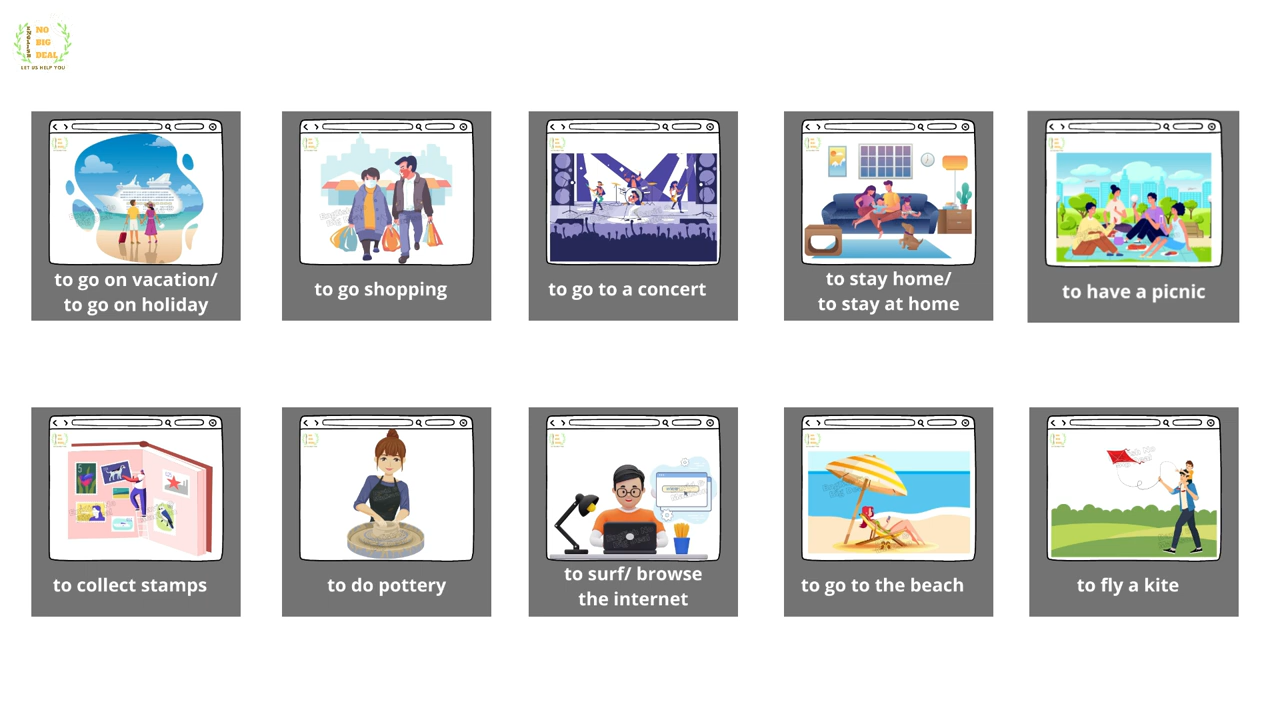 ENGLISH
NO
BIG
DEAL
LET US HELP YOU
to go on vacation/
to go on holiday
to go shopping
to go to a concert
to stay home/
to stay at home
to have a picnic
to collect stamps
to do pottery
to surf/ browse
the internet
to go to the beach
to fly a kite